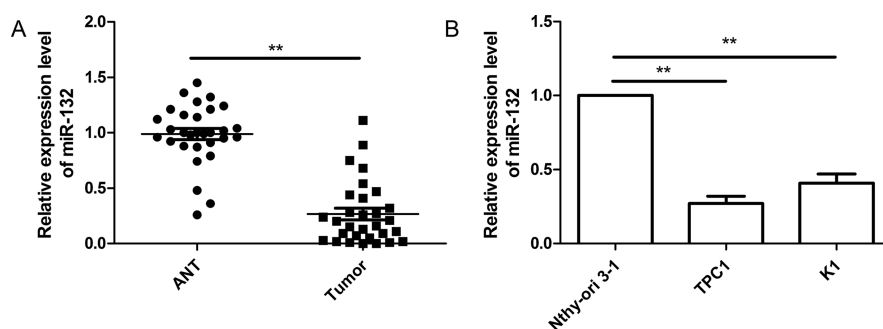 A
Relative expression level
of miR-132
2.0
1.5
1.0
0.5
0.0
**
ANT
Tumor
B
Relative expression level
of miR-132
1.5
1.0
0.5
0.0
**
**
Nthy-ori 3-1
TPC1
K1